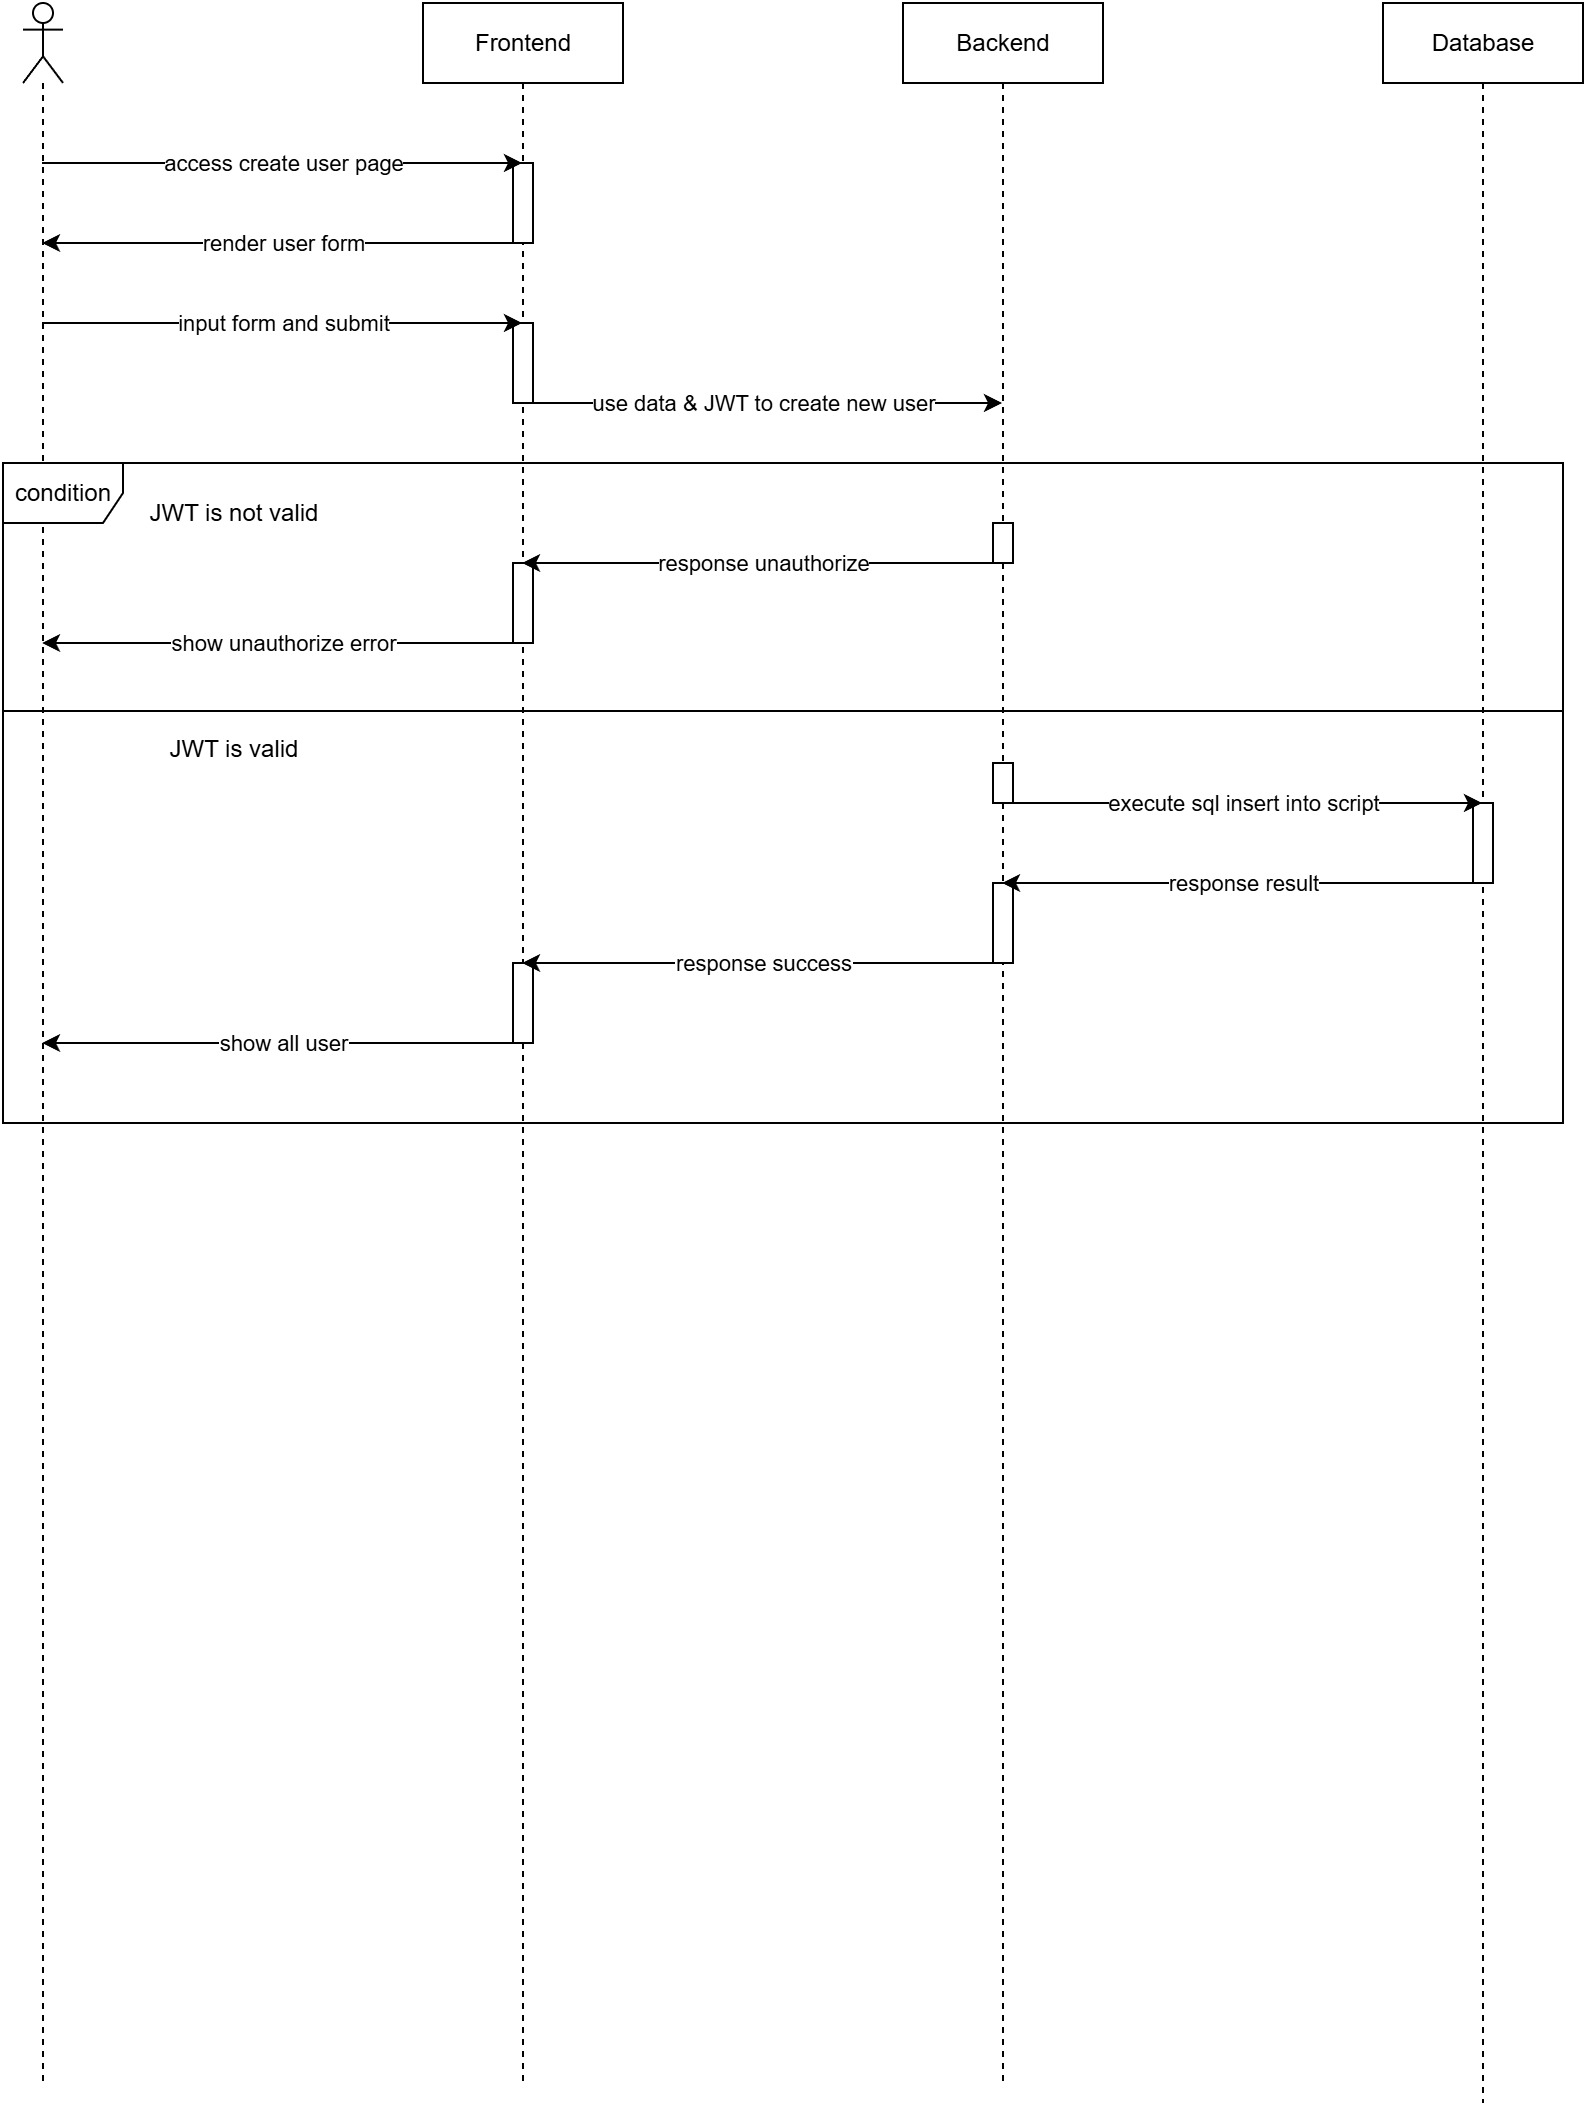 Frontend
Backend
Database
access create user page
render user form
input form and submit
use data & JWT to create new user
condition
JWT is not valid
response unauthorize
show unauthorize error
JWT is valid
execute sql insert into script
response result
response success
show all user